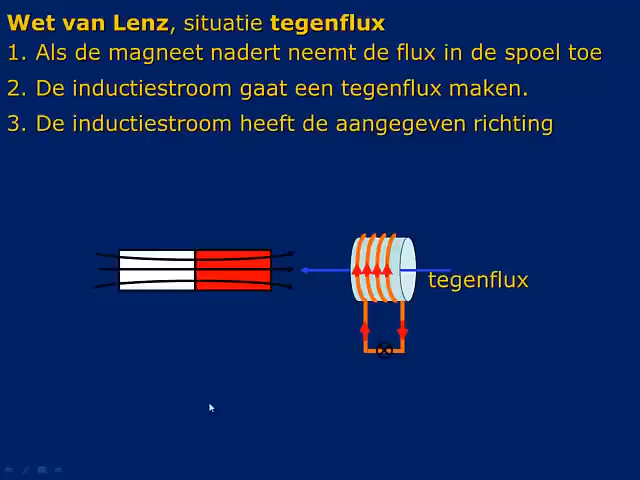 Wet van Lenz, situatie tegenflux
1. Als de magneet nadert neemt de flux in de spoel toe
2. De inductiestroom gaat een tegenflux maken.
3. De inductiestroom heeft de aangegeven richting
tegenflux